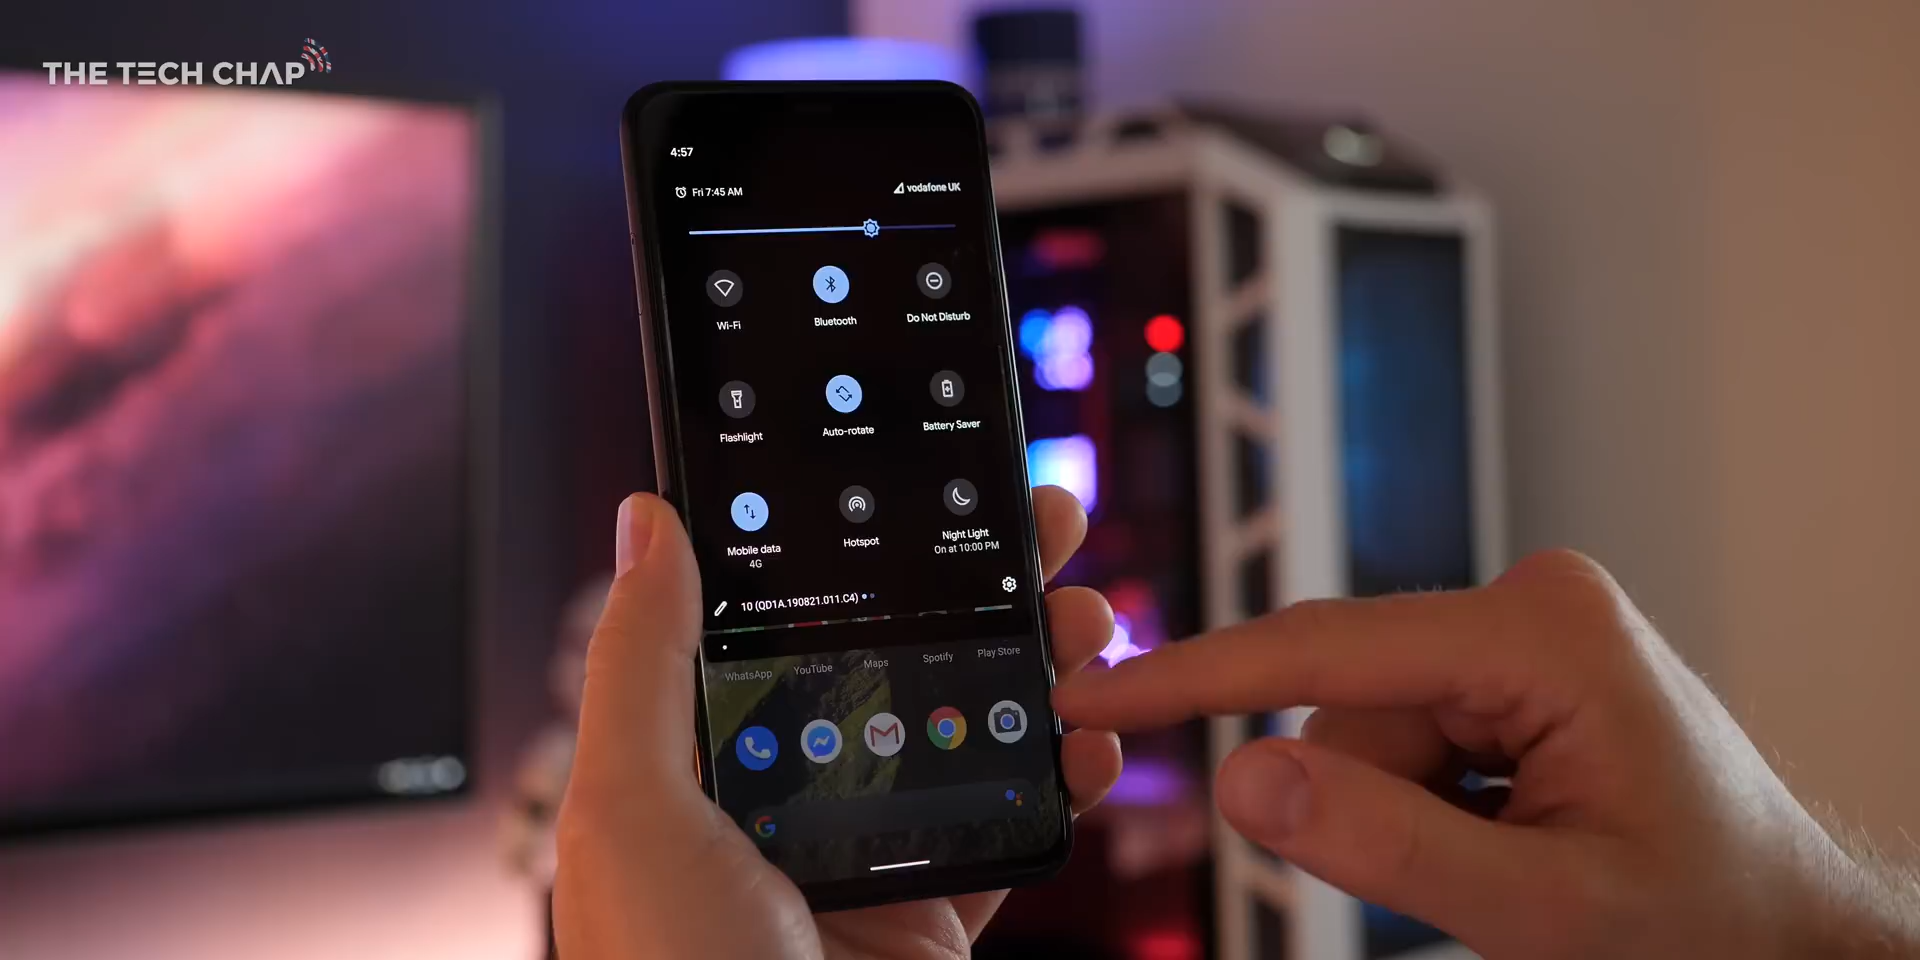 THE TECH CHAP
4:57
Fri 7:45 AM
vodafone UK
Wi-Fi
Bluetooth
Do Not Disturb
Flashlight
Auto-rotate
Battery Saver
Mobile data
4G
Hotspot
Night Light
On at 10:00 PM
10 (QD1A.190821.011.C4)
WhatsApp
YouTube
Maps
Spotify
Play Store